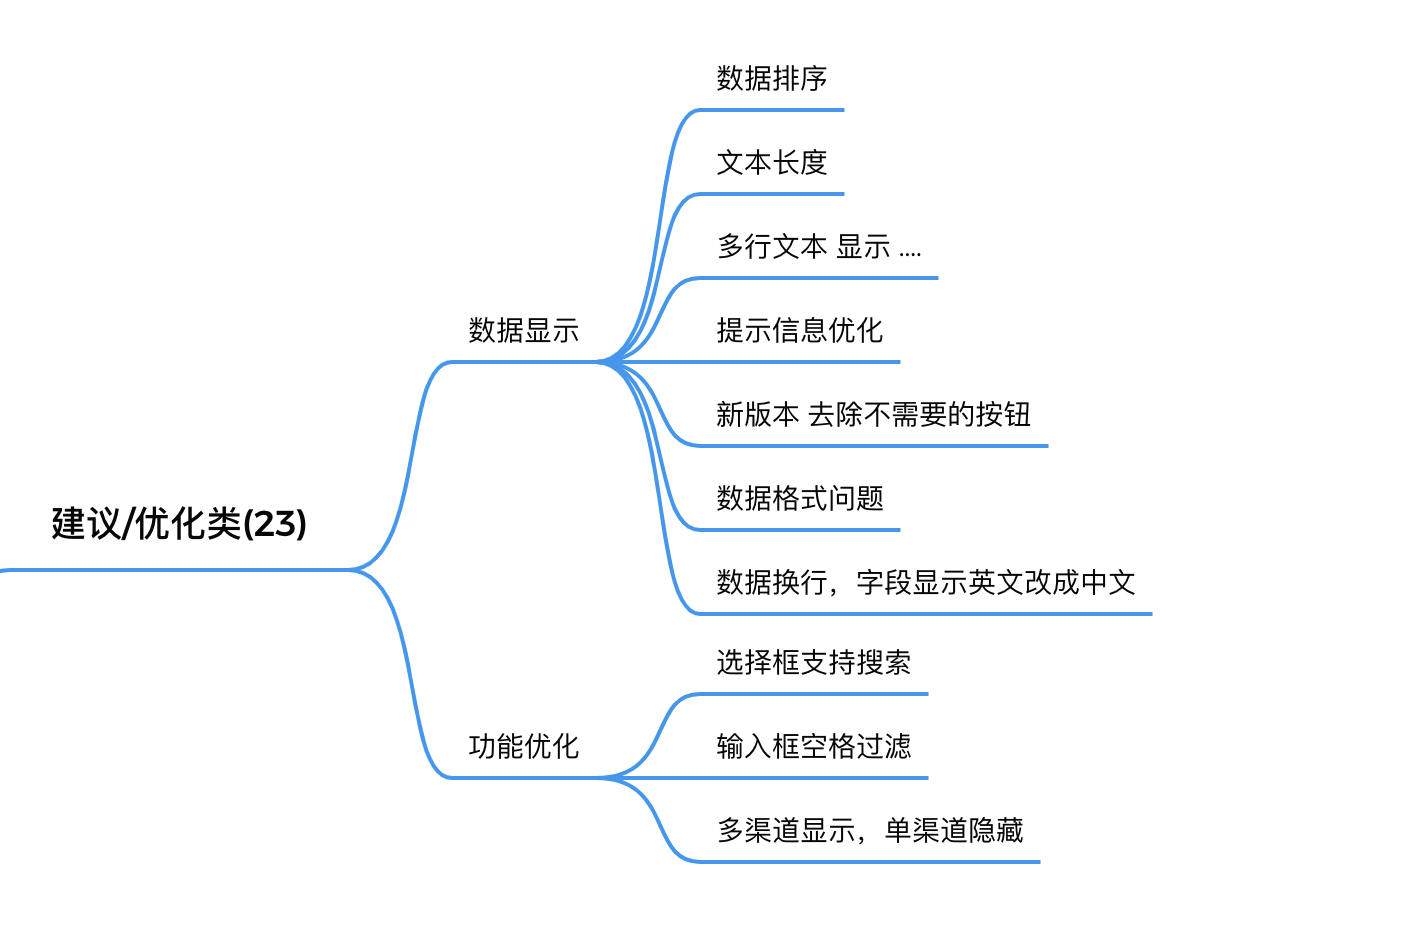 数据排序
文本长度
多行文本 显示 ....
数据显示
提示信息优化
新版本 去除不需要的按钮
数据格式问题
建议/优化类(23)
数据换行，字段显示英文改成中文
选择框支持搜索
功能优化
输入框空格过滤
多渠道显示，单渠道隐藏